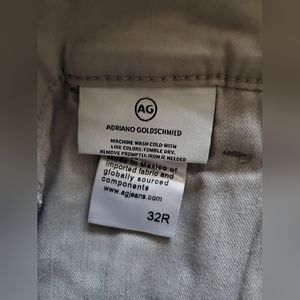 AG
ADRIANO GOLDSCHMIED
MACHINE WASH COLD WITH
LIKE COLORS. TUMBLE DRY.
REMOVE PROMPTLY. IRON IF NEEDED
Made in Mexico of
imported fabric and
globally sourced
components
www.agjeans.com
32R